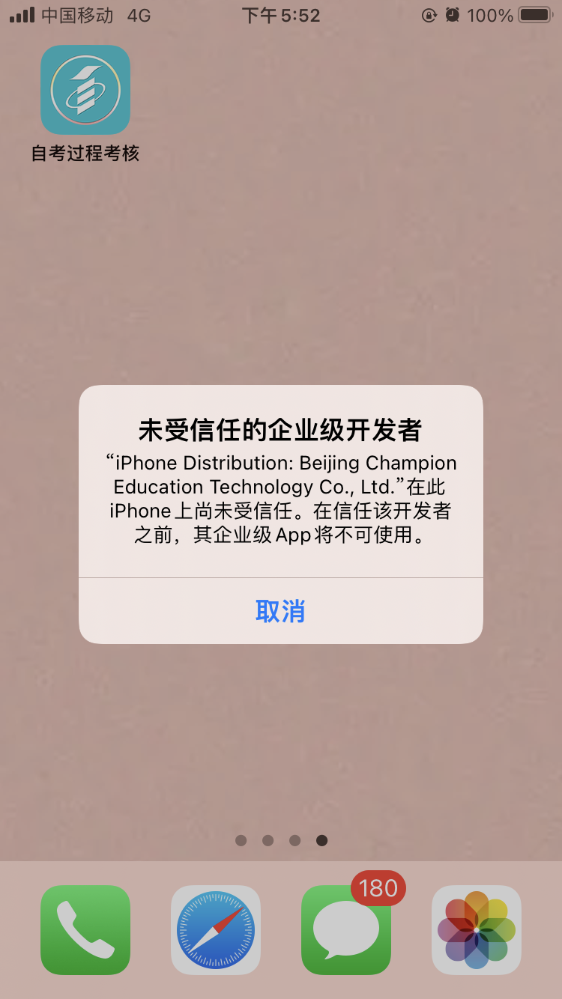 中国移动 4G 下午5:52 100%
自考过程考核
未受信任的企业级开发者
“iPhone Distribution: Beijing Champion
Education Technology Co., Ltd.”在此
iPhone上尚未受信任。在信任该开发者
之前，其企业级App将不可使用。
取消
180